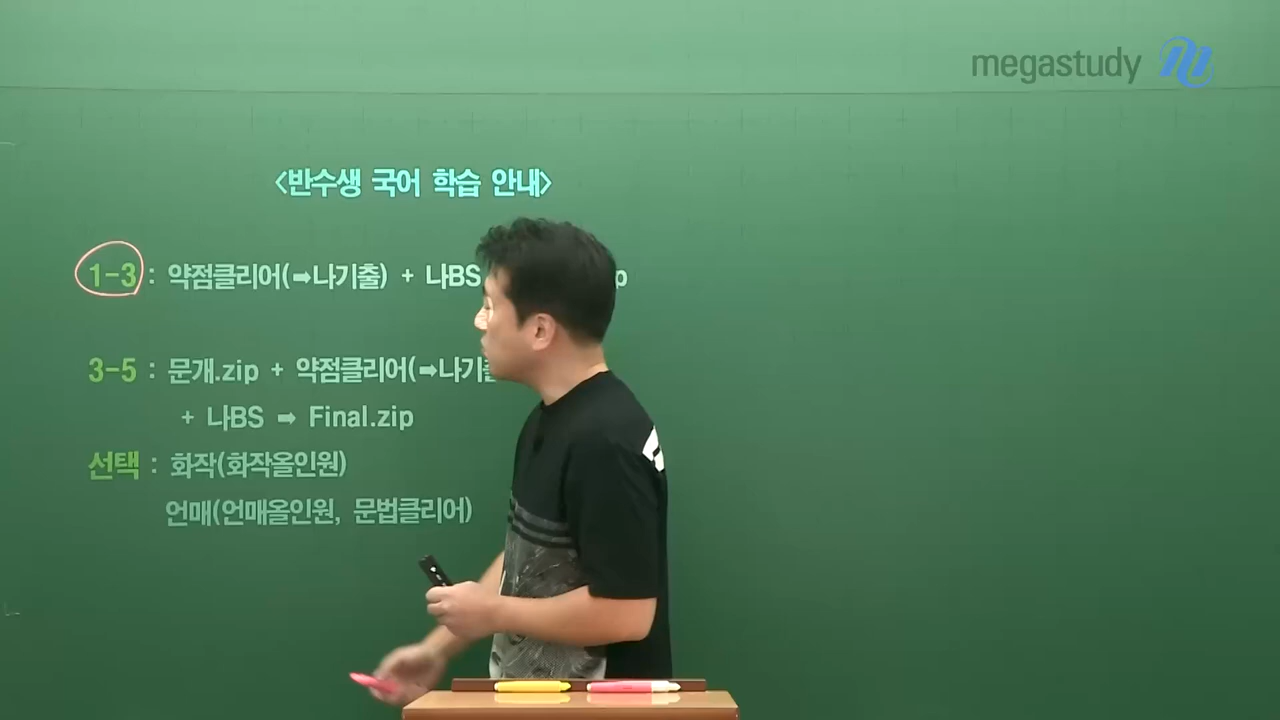 megastudy
<반수생 국어 학습 안내>
1-3 : 약점클리어(➡나기출) + 나BS
3-5 : 문개.zip + 약점클리어(➡나기
+ 나BS ➡ Final.zip
선택 : 화작(화작올인원)
언매(언매올인원, 문법클리어)